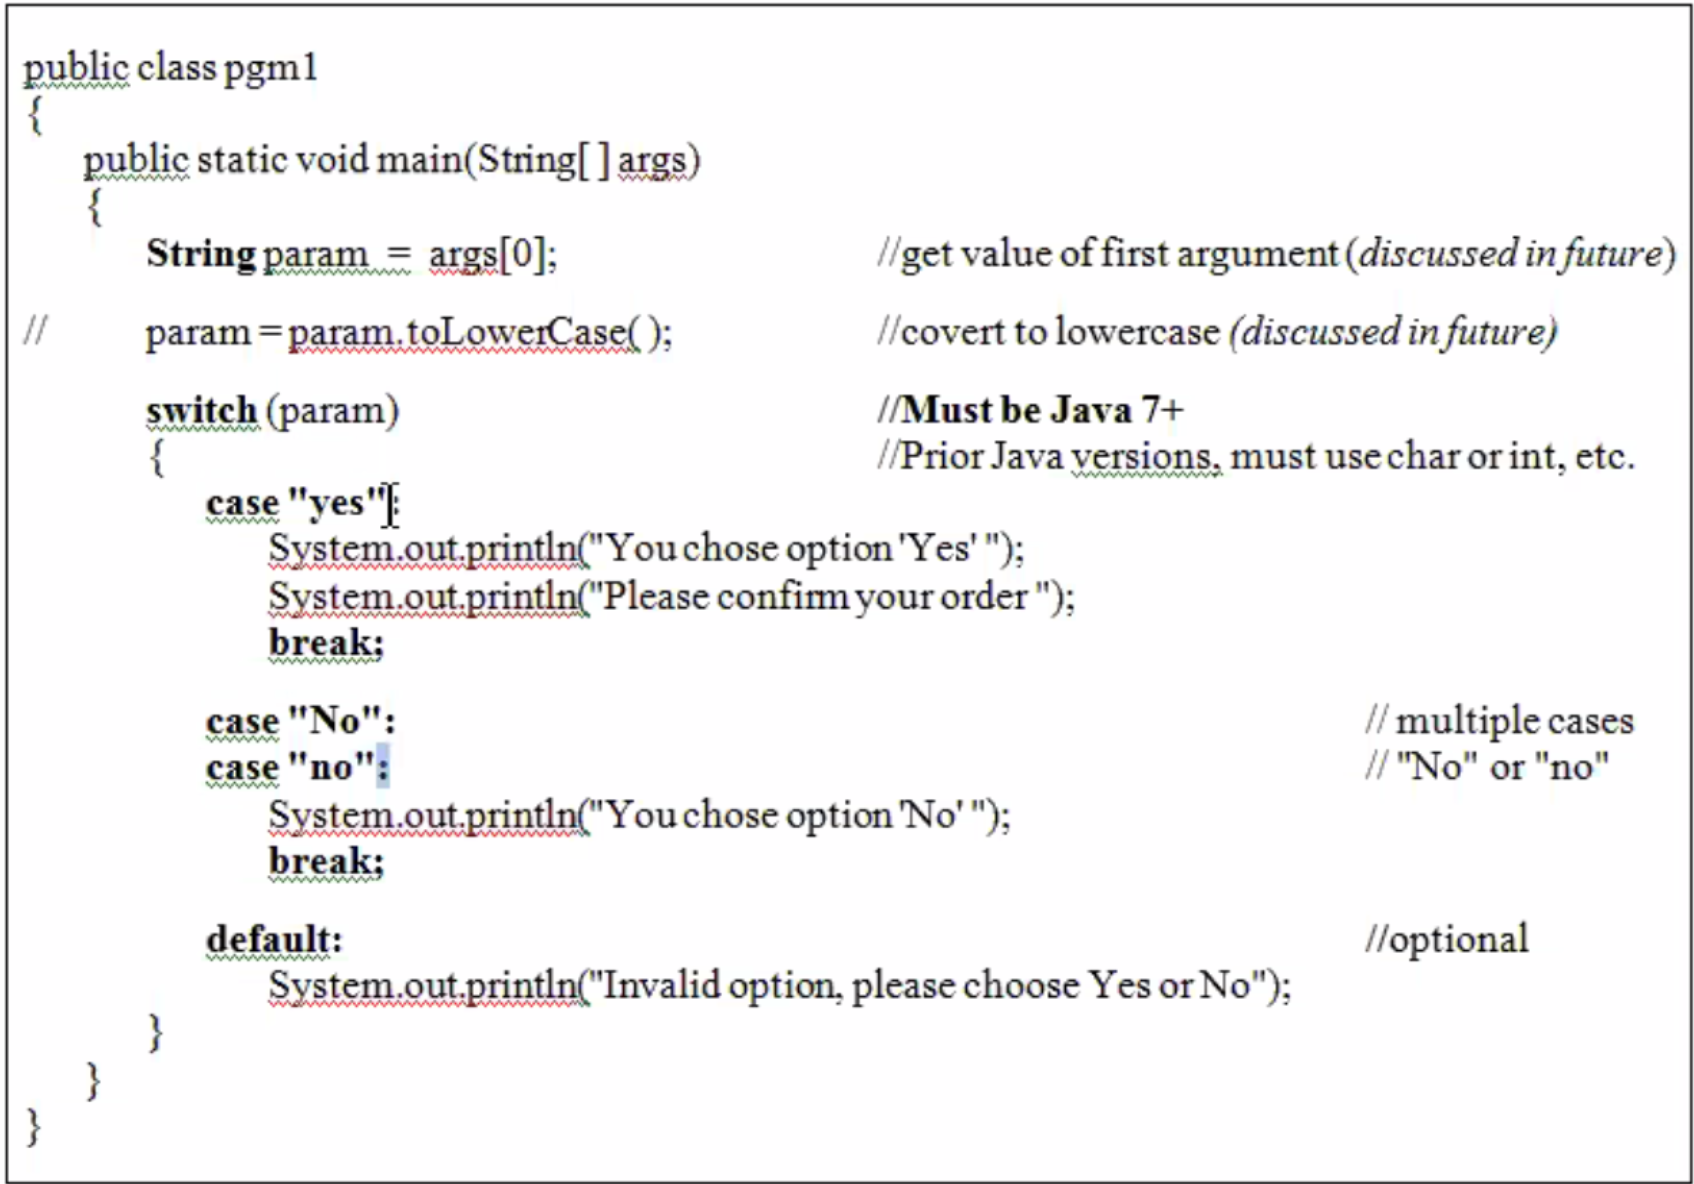 public class pgm1
{
public static void main(String[ ] args)
{
String param = args[0]; //get value of first argument (discussed in future)
// param = param.toLowerCase( ); //covert to lowercase (discussed in future)
switch (param) //Must be Java 7+
{ //Prior Java versions, must use char or int, etc.
case "yes":
System.out.println("You chose option 'Yes' ");
System.out.println("Please confirm your order ");
break;
case "No": // multiple cases
case "no": // "No" or "no"
System.out.println("You chose option 'No' ");
break;
default: //optional
System.out.println("Invalid option, please choose Yes or No");
}
}
}